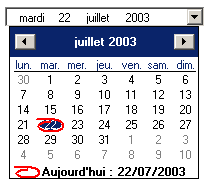 mardi 22 juillet 2003
juillet 2003
lun. mar. mer. jeu. ven. sam. dim.
30 1 2 3 4 5 6
7 8 9 10 11 12 13
14 15 16 17 18 19 20
21 22 23 24 25 26 27
28 29 30 31 1 2 3
4 5 6 7 8 9 10
Aujourd'hui : 22/07/2003